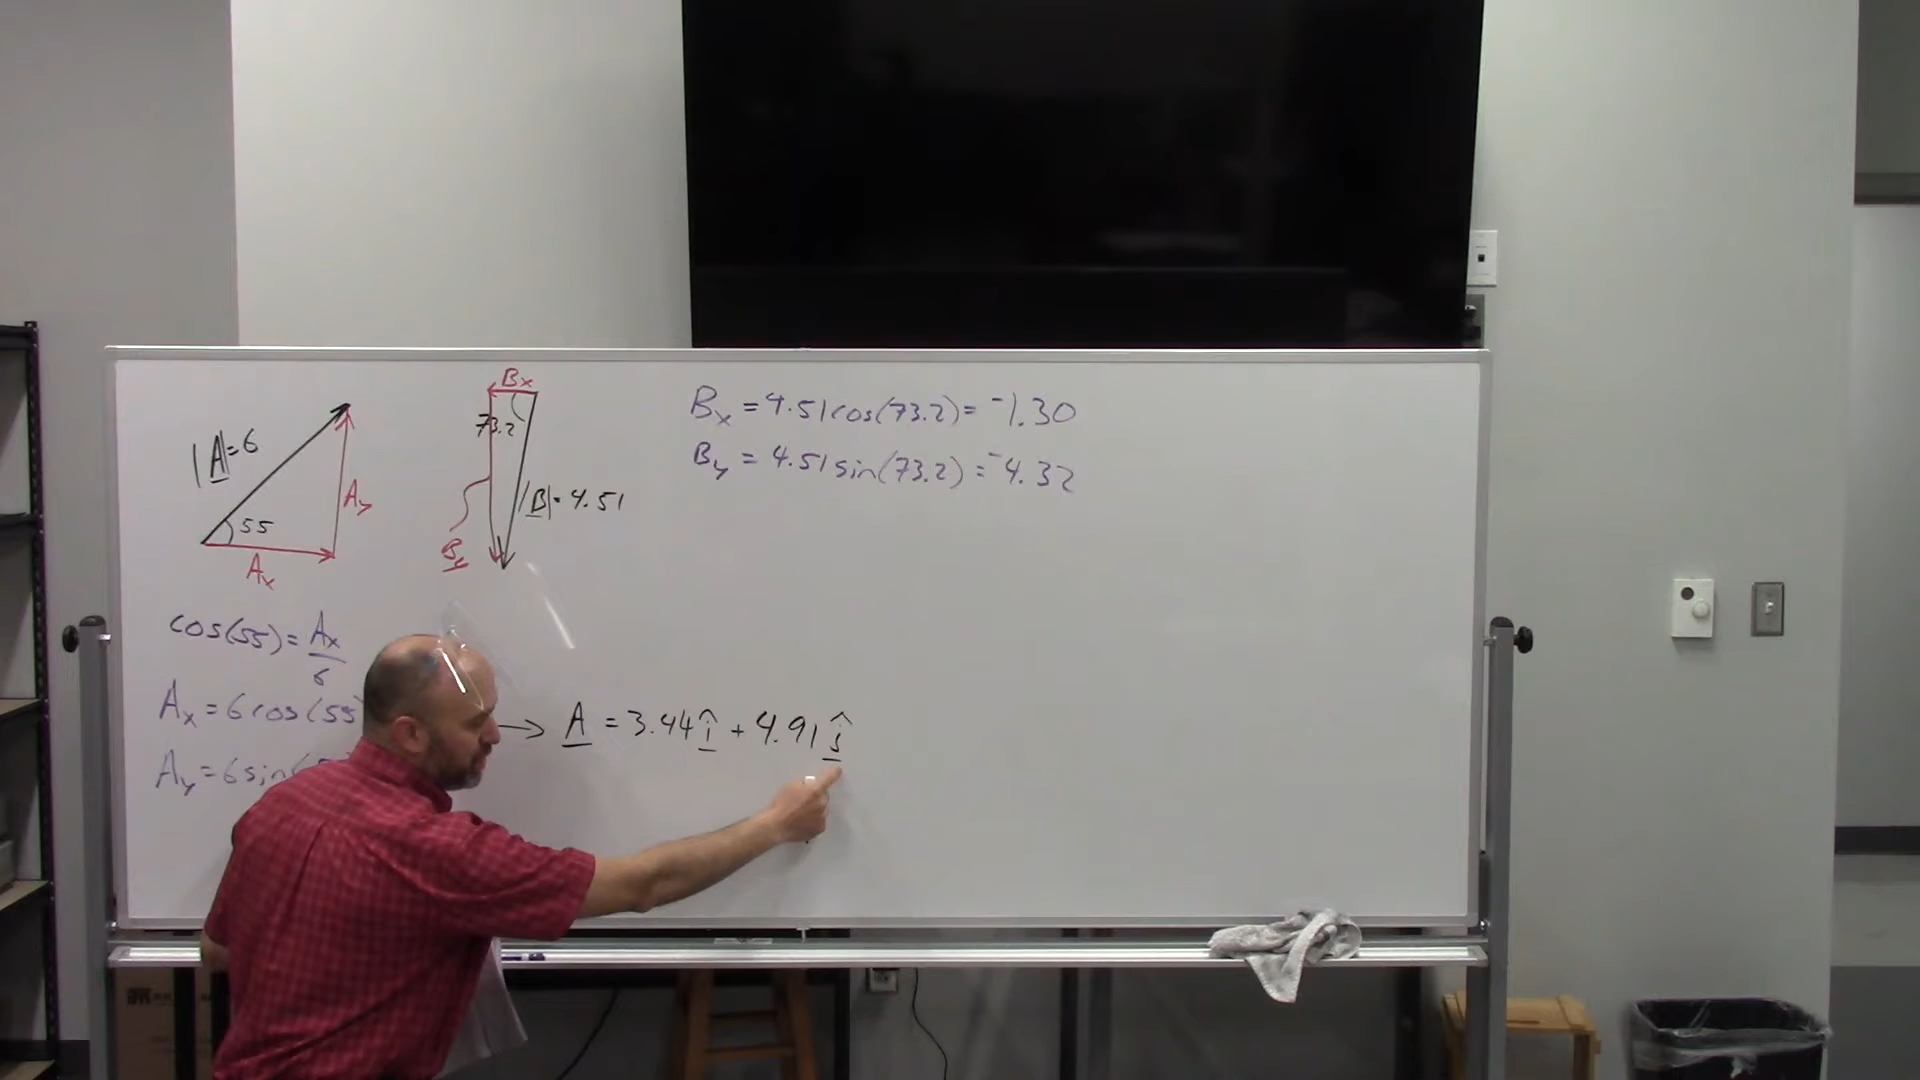 |A|=6
55
Ax
Ay
Bx
73.2
|B|=4.51
By
Bx = 4.51cos(73.2)= -1.30
By = 4.51sin(73.2)= -4.32
cos(55)= Ax/6
Ax = 6cos(55)
Ay = 6sin(
→ A = 3.44 î + 4.91 ĵ